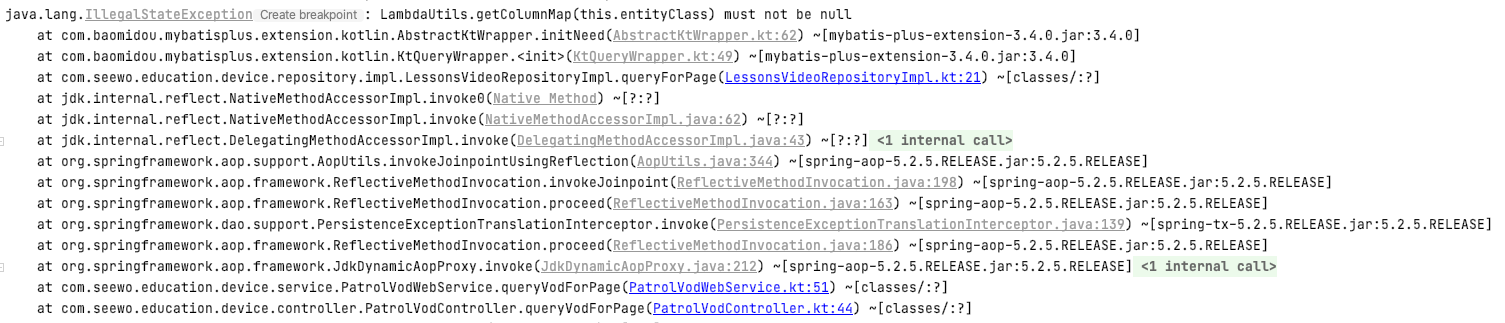 java.lang.IllegalStateException Create breakpoint : LambdaUtils.getColumnMap(this.entityClass) must not be null
at com.baomidou.mybatisplus.extension.kotlin.AbstractKtWrapper.initNeed(AbstractKtWrapper.kt:62) ~[mybatis-plus-extension-3.4.0.jar:3.4.0]
at com.baomidou.mybatisplus.extension.kotlin.KtQueryWrapper.<init>(KtQueryWrapper.kt:49) ~[mybatis-plus-extension-3.4.0.jar:3.4.0]
at com.seewo.education.device.repository.impl.LessonsVideoRepositoryImpl.queryForPage(LessonsVideoRepositoryImpl.kt:21) ~[classes/:?]
at jdk.internal.reflect.NativeMethodAccessorImpl.invoke0(Native Method) ~[?:?]
at jdk.internal.reflect.NativeMethodAccessorImpl.invoke(NativeMethodAccessorImpl.java:62) ~[?:?]
at jdk.internal.reflect.DelegatingMethodAccessorImpl.invoke(DelegatingMethodAccessorImpl.java:43) ~[?:?] <1 internal call>
at org.springframework.aop.support.AopUtils.invokeJoinpointUsingReflection(AopUtils.java:344) ~[spring-aop-5.2.5.RELEASE.jar:5.2.5.RELEASE]
at org.springframework.aop.framework.ReflectiveMethodInvocation.invokeJoinpoint(ReflectiveMethodInvocation.java:198) ~[spring-aop-5.2.5.RELEASE.jar:5.2.5.RELEASE]
at org.springframework.aop.framework.ReflectiveMethodInvocation.proceed(ReflectiveMethodInvocation.java:163) ~[spring-aop-5.2.5.RELEASE.jar:5.2.5.RELEASE]
at org.springframework.dao.support.PersistenceExceptionTranslationInterceptor.invoke(PersistenceExceptionTranslationInterceptor.java:139) ~[spring-tx-5.2.5.RELEASE.jar:5.2.5.RELEASE]
at org.springframework.aop.framework.ReflectiveMethodInvocation.proceed(ReflectiveMethodInvocation.java:186) ~[spring-aop-5.2.5.RELEASE.jar:5.2.5.RELEASE]
at org.springframework.aop.framework.JdkDynamicAopProxy.invoke(JdkDynamicAopProxy.java:212) ~[spring-aop-5.2.5.RELEASE.jar:5.2.5.RELEASE] <1 internal call>
at com.seewo.education.device.service.PatrolVodWebService.queryVodForPage(PatrolVodWebService.kt:51) ~[classes/:?]
at com.seewo.education.device.controller.PatrolVodController.queryVodForPage(PatrolVodController.kt:44) ~[classes/:?]